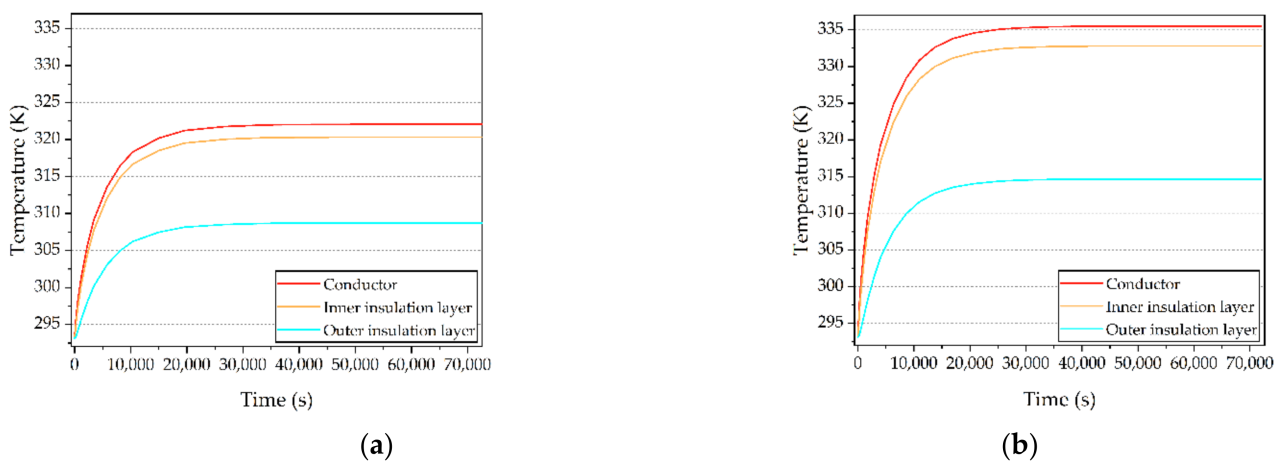 335
330
325
320
315
310
305
300
295
Temperature (K)
Conductor
Inner insulation layer
Outer insulation layer
0 10,000 20,000 30,000 40,000 50,000 60,000 70,000
Time (s)
(a)
335
330
325
320
315
310
305
300
295
Temperature (K)
Conductor
Inner insulation layer
Outer insulation layer
0 10,000 20,000 30,000 40,000 50,000 60,000 70,000
Time (s)
(b)